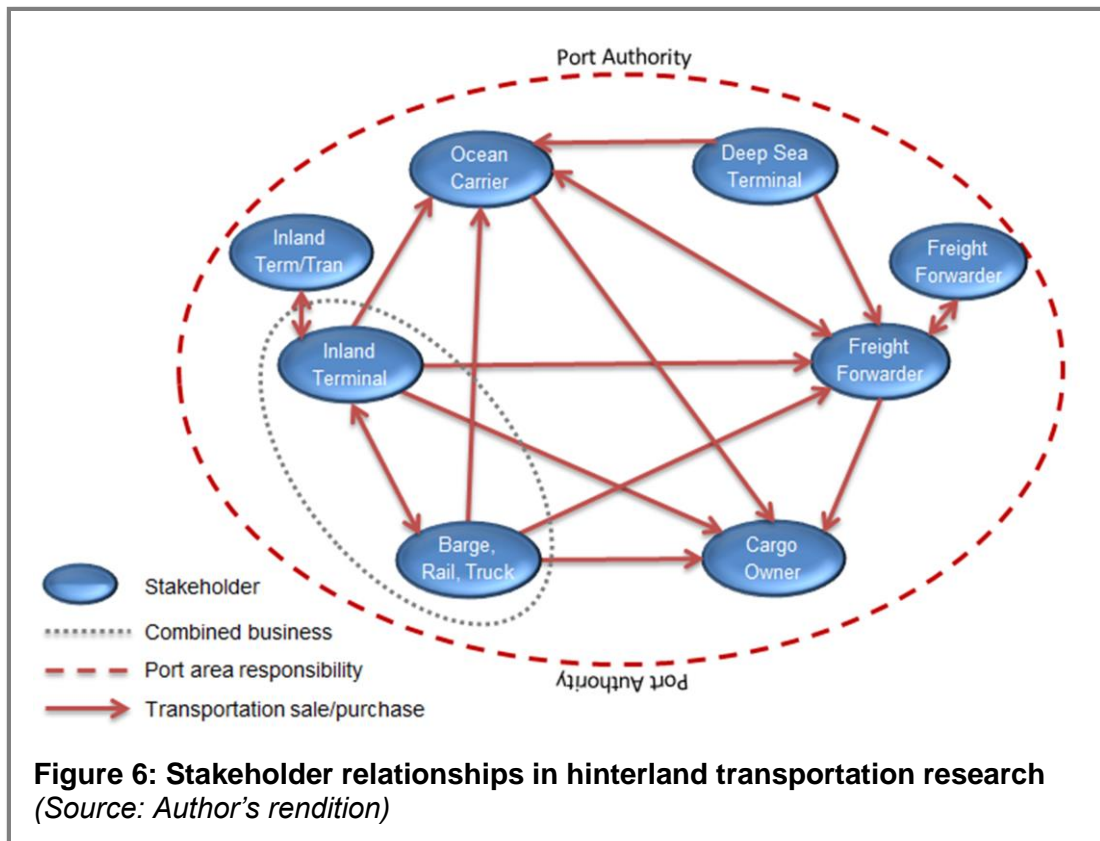 Port Authority
Ocean
Carrier
Deep Sea
Terminal
Inland
Term/Tran
Freight
Forwarder
Inland
Terminal
Freight
Forwarder
Barge,
Rail, Truck
Cargo
Owner
Stakeholder
Combined business
Port area responsibility
Transportation sale/purchase
Port Authority
Figure 6: Stakeholder relationships in hinterland transportation research
(Source: Author’s rendition)